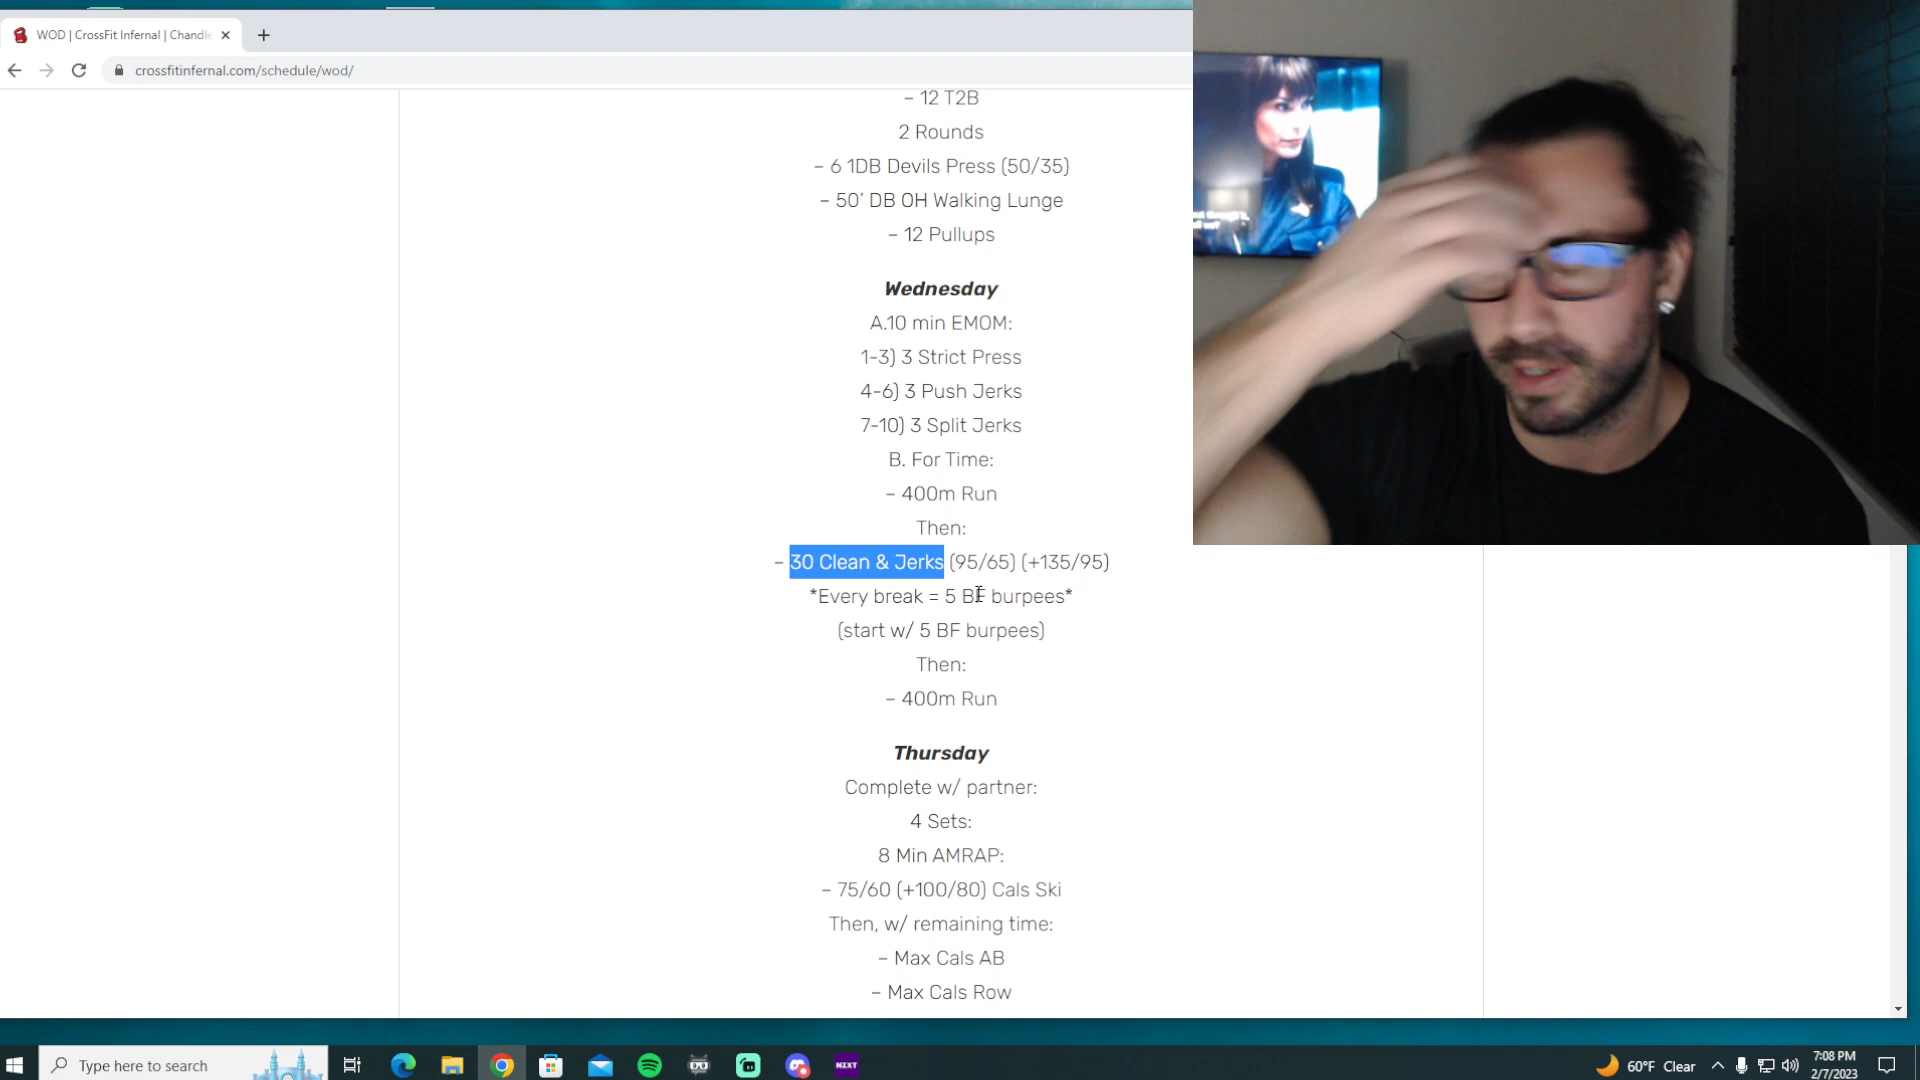 WOD | CrossFit Infernal | Chandle
crossfitinfernal.com/schedule/wod/
– 12 T2B
2 Rounds
– 6 1DB Devils Press (50/35)
– 50’ DB OH Walking Lunge
– 12 Pullups
Wednesday
A.10 min EMOM:
1-3) 3 Strict Press
4-6) 3 Push Jerks
7-10) 3 Split Jerks
B. For Time:
– 400m Run
Then:
– 30 Clean & Jerks (95/65) (+135/95)
*Every break = 5 BF burpees*
(start w/ 5 BF burpees)
Then:
– 400m Run
Thursday
Complete w/ partner:
4 Sets:
8 Min AMRAP:
– 75/60 (+100/80) Cals Ski
Then, w/ remaining time:
– Max Cals AB
– Max Cals Row
Type here to search
NZXT
60°F Clear
7:08 PM
2/7/2023